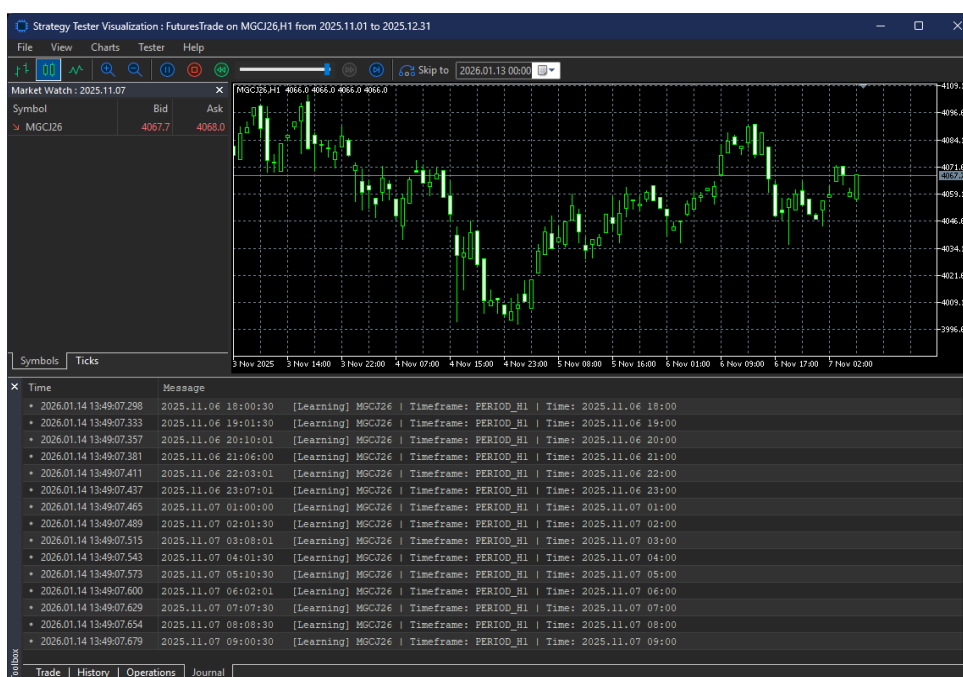 Strategy Tester Visualization : FuturesTrade on MGCJ26,H1 from 2025.11.01 to 2025.12.31
File View Charts Tester Help
Skip to 2026.01.13 00:00
Market Watch : 2025.11.07
Symbol Bid Ask
MGCJ26 4067.7 4068.0
Symbols Ticks
MGCJ26,H1 4066.0 4066.0 4066.0 4066.0
4109.
4096.
4084.
4071.
4067.
4059.
4046.
4034.
4021.
4009.
3996.
3 Nov 2025 3 Nov 14:00 3 Nov 22:00 4 Nov 07:00 4 Nov 15:00 4 Nov 23:00 5 Nov 08:00 5 Nov 16:00 6 Nov 01:00 6 Nov 09:00 6 Nov 17:00 7 Nov 02:00
Time Message
2026.01.14 13:49:07.298 2025.11.06 18:00:30 [Learning] MGCJ26 | Timeframe: PERIOD_H1 | Time: 2025.11.06 18:00
2026.01.14 13:49:07.333 2025.11.06 19:01:30 [Learning] MGCJ26 | Timeframe: PERIOD_H1 | Time: 2025.11.06 19:00
2026.01.14 13:49:07.357 2025.11.06 20:10:01 [Learning] MGCJ26 | Timeframe: PERIOD_H1 | Time: 2025.11.06 20:00
2026.01.14 13:49:07.381 2025.11.06 21:06:00 [Learning] MGCJ26 | Timeframe: PERIOD_H1 | Time: 2025.11.06 21:00
2026.01.14 13:49:07.411 2025.11.06 22:03:01 [Learning] MGCJ26 | Timeframe: PERIOD_H1 | Time: 2025.11.06 22:00
2026.01.14 13:49:07.437 2025.11.06 23:07:01 [Learning] MGCJ26 | Timeframe: PERIOD_H1 | Time: 2025.11.06 23:00
2026.01.14 13:49:07.465 2025.11.07 01:00:00 [Learning] MGCJ26 | Timeframe: PERIOD_H1 | Time: 2025.11.07 01:00
2026.01.14 13:49:07.489 2025.11.07 02:01:30 [Learning] MGCJ26 | Timeframe: PERIOD_H1 | Time: 2025.11.07 02:00
2026.01.14 13:49:07.515 2025.11.07 03:08:01 [Learning] MGCJ26 | Timeframe: PERIOD_H1 | Time: 2025.11.07 03:00
2026.01.14 13:49:07.543 2025.11.07 04:01:30 [Learning] MGCJ26 | Timeframe: PERIOD_H1 | Time: 2025.11.07 04:00
2026.01.14 13:49:07.573 2025.11.07 05:10:30 [Learning] MGCJ26 | Timeframe: PERIOD_H1 | Time: 2025.11.07 05:00
2026.01.14 13:49:07.600 2025.11.07 06:02:01 [Learning] MGCJ26 | Timeframe: PERIOD_H1 | Time: 2025.11.07 06:00
2026.01.14 13:49:07.629 2025.11.07 07:07:30 [Learning] MGCJ26 | Timeframe: PERIOD_H1 | Time: 2025.11.07 07:00
2026.01.14 13:49:07.654 2025.11.07 08:08:30 [Learning] MGCJ26 | Timeframe: PERIOD_H1 | Time: 2025.11.07 08:00
2026.01.14 13:49:07.679 2025.11.07 09:00:30 [Learning] MGCJ26 | Timeframe: PERIOD_H1 | Time: 2025.11.07 09:00
Trade | History | Operations | Journal